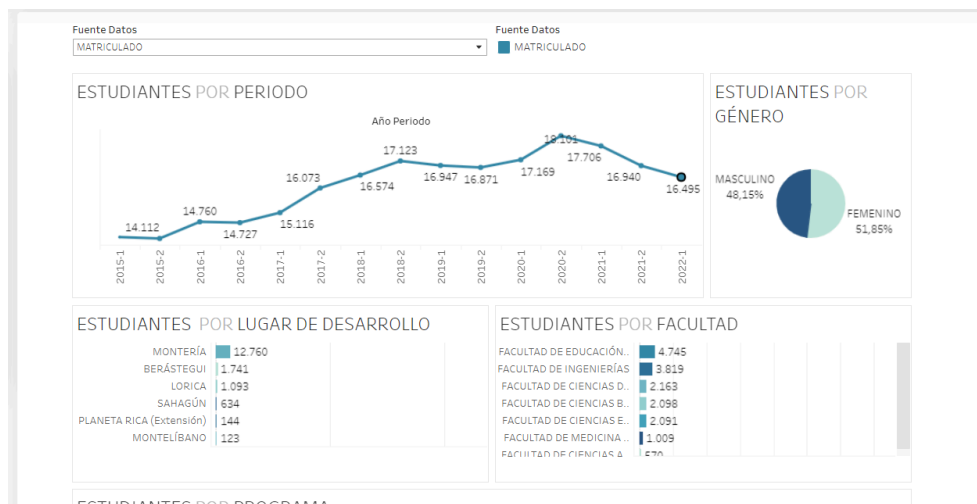 Fuente Datos
MATRICULADO
Fuente Datos
MATRICULADO
ESTUDIANTES POR PERIODO
Año Periodo
14.112
14.760
14.727
15.116
16.073
16.574
17.123
16.947
16.871
17.169
18.101
17.706
16.940
16.495
2015-1
2015-2
2016-1
2016-2
2017-1
2017-2
2018-1
2018-2
2019-1
2019-2
2020-1
2020-2
2021-1
2021-2
2022-1
ESTUDIANTES POR
GÉNERO
MASCULINO
48,15%
FEMENINO
51,85%
ESTUDIANTES POR LUGAR DE DESARROLLO
MONTERÍA 12.760
BERÁSTEGUI 1.741
LORICA 1.093
SAHAGÚN 634
PLANETA RICA (Extensión) 144
MONTELÍBANO 123
ESTUDIANTES POR FACULTAD
FACULTAD DE EDUCACIÓN.. 4.745
FACULTAD DE INGENIERÍAS 3.819
FACULTAD DE CIENCIAS D.. 2.163
FACULTAD DE CIENCIAS B.. 2.098
FACULTAD DE CIENCIAS E.. 2.091
FACULTAD DE MEDICINA .. 1.009
FACULTAD DE CIENCIAS A.. 570
ESTUDIANTES POR PROGRAMA